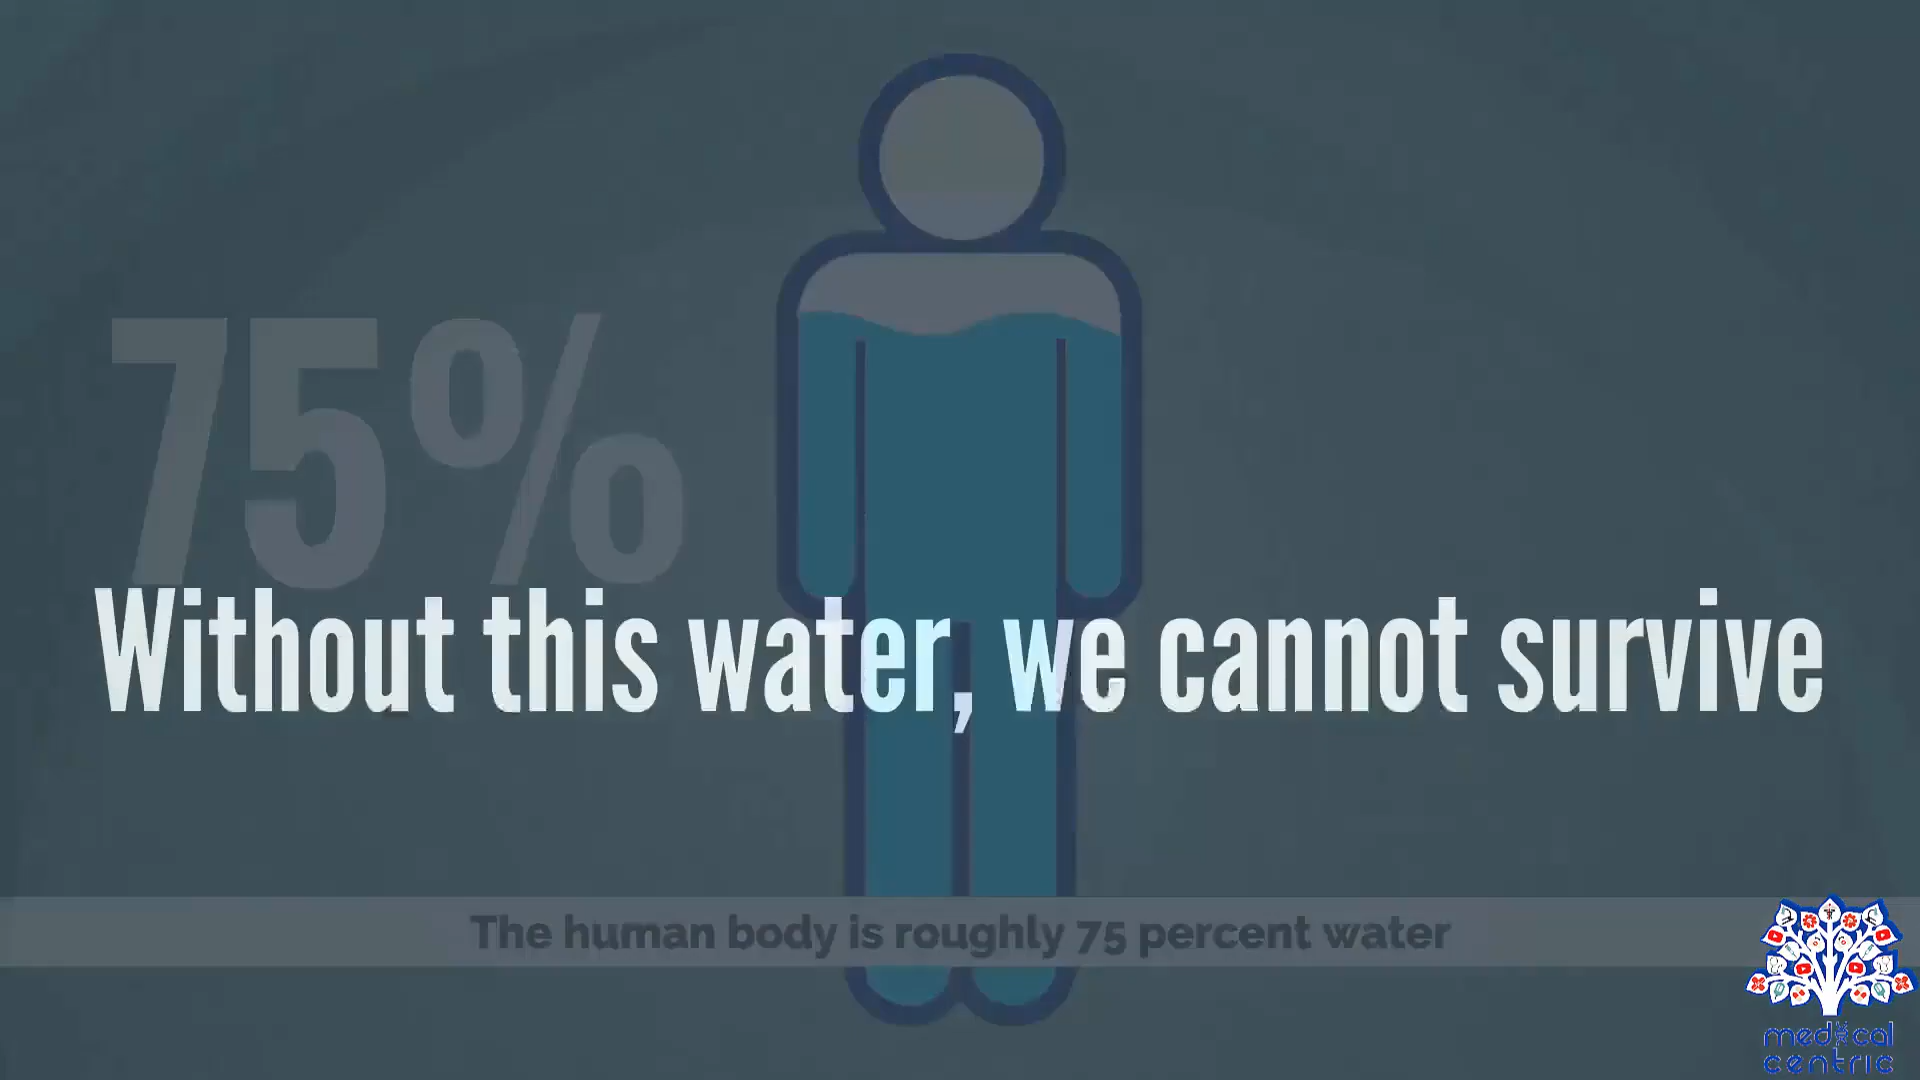 75%
Without this water, we cannot survive
The human body is roughly 75 percent water
medical
centric